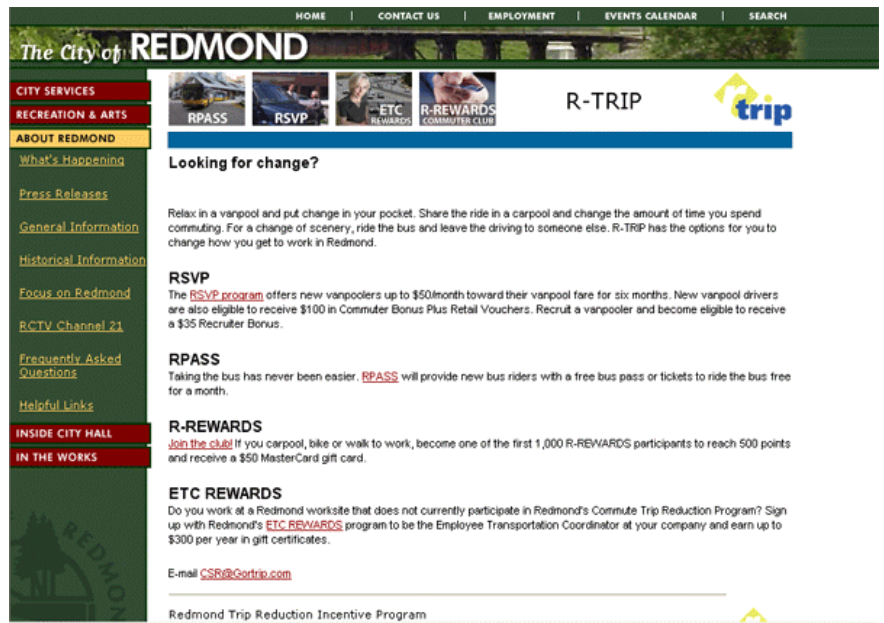 HOME | CONTACT US | EMPLOYMENT | EVENTS CALENDAR | SEARCH
The City of REDMOND
CITY SERVICES
RECREATION & ARTS
ABOUT REDMOND
What's Happening
Press Releases
General Information
Historical Information
Focus on Redmond
RCTV Channel 21
Frequently Asked
Questions
Helpful Links
INSIDE CITY HALL
IN THE WORKS
REDMOND
RPASS
RSVP
ETC
REWARDS
R-REWARDS
COMMUTER CLUB
R-TRIP
rtrip
Looking for change?
Relax in a vanpool and put change in your pocket. Share the ride in a carpool and change the amount of time you spend
commuting. For a change of scenery, ride the bus and leave the driving to someone else. R-TRIP has the options for you to
change how you get to work in Redmond.
RSVP
The RSVP program offers new vanpoolers up to $50/month toward their vanpool fare for six months. New vanpool drivers
are also eligible to receive $100 in Commuter Bonus Plus Retail Vouchers. Recruit a vanpooler and become eligible to receive
a $35 Recruiter Bonus.
RPASS
Taking the bus has never been easier. RPASS will provide new bus riders with a free bus pass or tickets to ride the bus free
for a month.
R-REWARDS
Join the club! If you carpool, bike or walk to work, become one of the first 1,000 R-REWARDS participants to reach 500 points
and receive a $50 MasterCard gift card.
ETC REWARDS
Do you work at a Redmond worksite that does not currently participate in Redmond's Commute Trip Reduction Program? Sign
up with Redmond's ETC REWARDS program to be the Employee Transportation Coordinator at your company and earn up to
$300 per year in gift certificates.
E-mail CSR@Gortrip.com
Redmond Trip Reduction Incentive Program